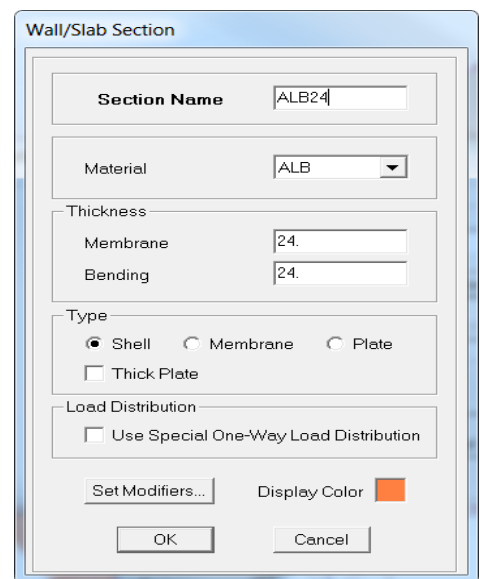 Wall/Slab Section
Section Name ALB24
Material ALB
Thickness
Membrane 24.
Bending 24.
Type
Shell Membrane Plate
Thick Plate
Load Distribution
Use Special One-Way Load Distribution
Set Modifiers... Display Color
OK Cancel